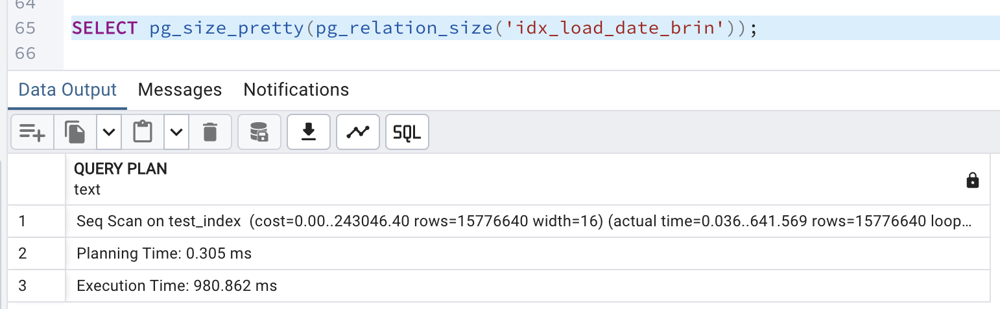 64
65 SELECT pg_size_pretty(pg_relation_size('idx_load_date_brin'));
66
Data Output Messages Notifications
SQL
QUERY PLAN
text
1 Seq Scan on test_index (cost=0.00..243046.40 rows=15776640 width=16) (actual time=0.036..641.569 rows=15776640 loop...
2 Planning Time: 0.305 ms
3 Execution Time: 980.862 ms